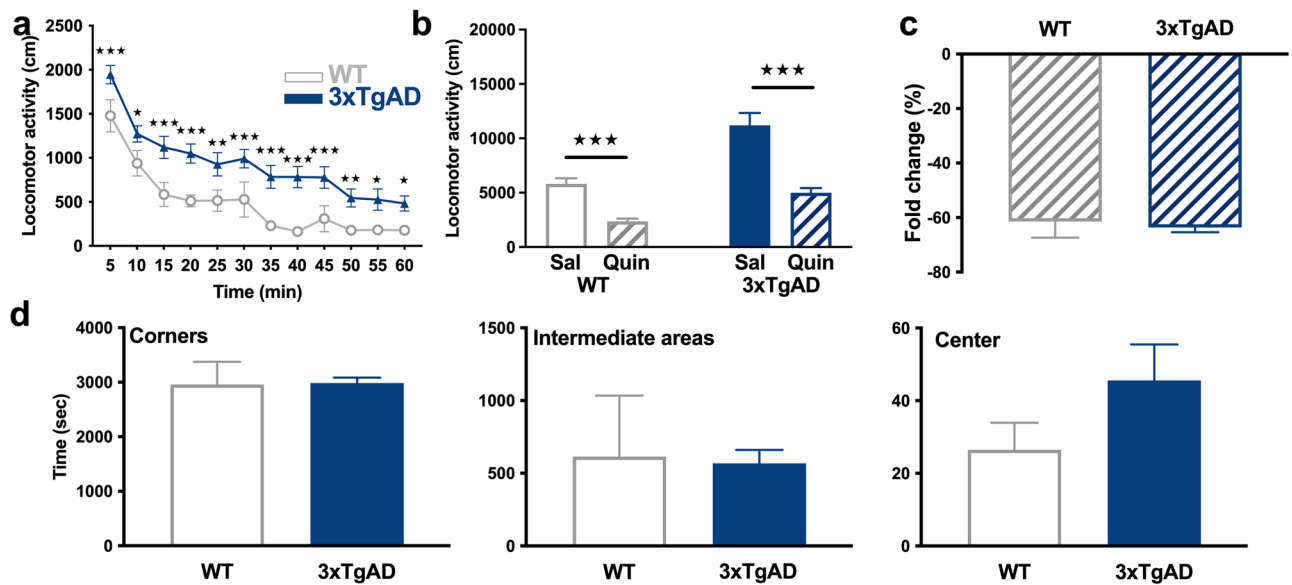 a
Locomotor activity (cm)
2500
2000
1500
1000
500
0
★★★
★
★★★
★★★
★★
★★★
★★★
★★★
★★★
★★
★
★
WT
3xTgAD
5 10 15 20 25 30 35 40 45 50 55 60
Time (min)
b
Locomotor activity (cm)
20000
15000
10000
5000
0
★★★
★★★
Sal Quin Sal Quin
WT 3xTgAD
c
WT 3xTgAD
Fold change (%)
0
-20
-40
-60
-80
d
Time (sec)
4000
3000
2000
1000
0
Corners
WT 3xTgAD
1500
1000
500
0
Intermediate areas
WT 3xTgAD
60
40
20
0
Center
WT 3xTgAD